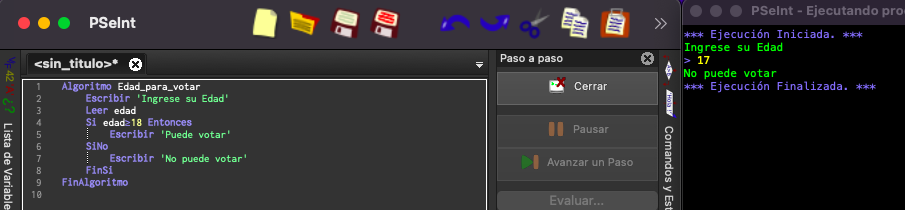 PSeInt
<sin_titulo>*
1 Algoritmo Edad_para_votar
2 Escribir 'Ingrese su Edad'
3 Leer edad
4 Si edad≥18 Entonces
5 Escribir 'Puede votar'
6 SiNo
7 Escribir 'No puede votar'
8 FinSi
9 FinAlgoritmo
10
Lista de Variable
Paso a paso
Cerrar
Pausar
Avanzar un Paso
Evaluar...
Comandos y Est
PSeInt - Ejecutando pro
*** Ejecución Iniciada. ***
Ingrese su Edad
> 17
No puede votar
*** Ejecución Finalizada. ***